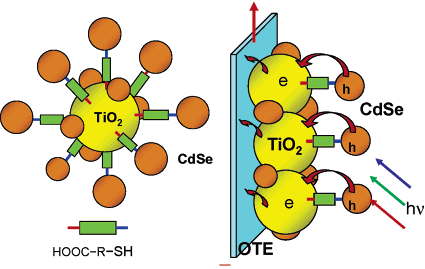 TiO2
CdSe
HOOC-R-SH
e
h
CdSe
TiO2
h
hν
e
h
OTE